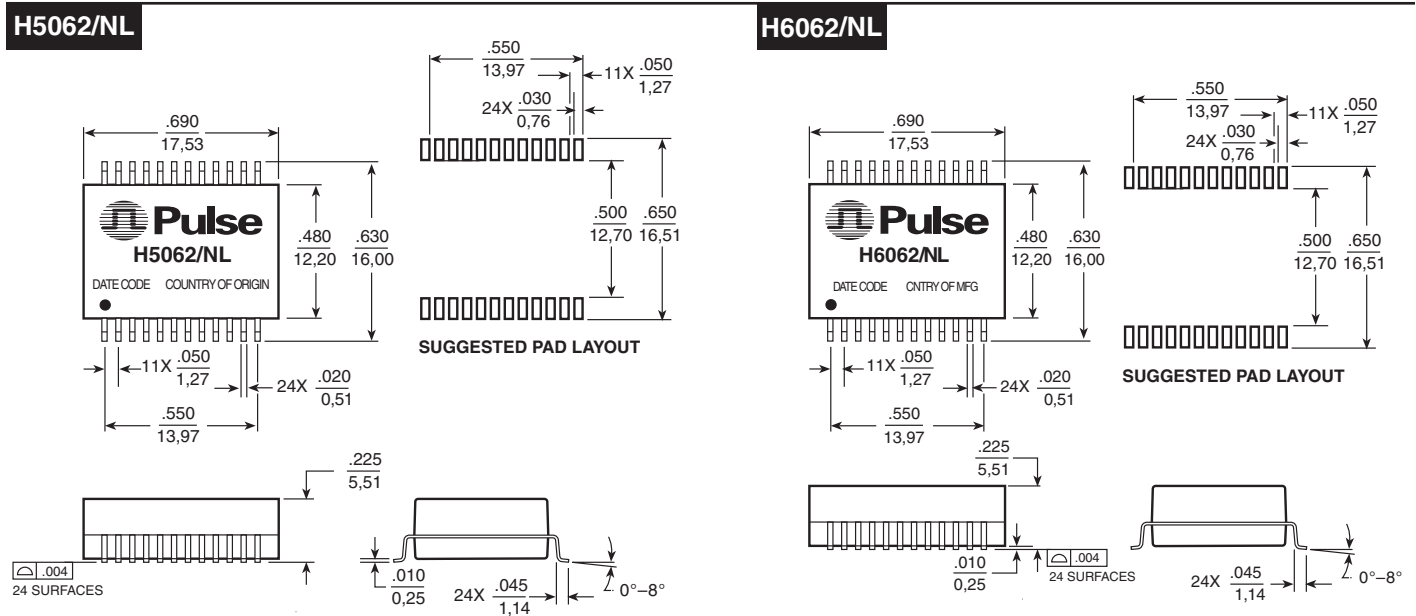 H5062/NL
.550
13,97
11X .050
1,27
24X .030
0,76
.690
17,53
Pulse
H5062/NL
DATE CODE COUNTRY OF ORIGIN
.480
12,20
.630
16,00
.500
12,70
.650
16,51
SUGGESTED PAD LAYOUT
11X .050
1,27
24X .020
0,51
.550
13,97
.225
5,51
.004
24 SURFACES
.010
0,25
24X .045
1,14
0°–8°
H6062/NL
.550
13,97
11X .050
1,27
24X .030
0,76
.690
17,53
Pulse
H6062/NL
DATE CODE CNTRY OF MFG
.480
12,20
.630
16,00
.500
12,70
.650
16,51
SUGGESTED PAD LAYOUT
11X .050
1,27
24X .020
0,51
.550
13,97
.225
5,51
.010
0,25
.004
24 SURFACES
24X .045
1,14
0°–8°